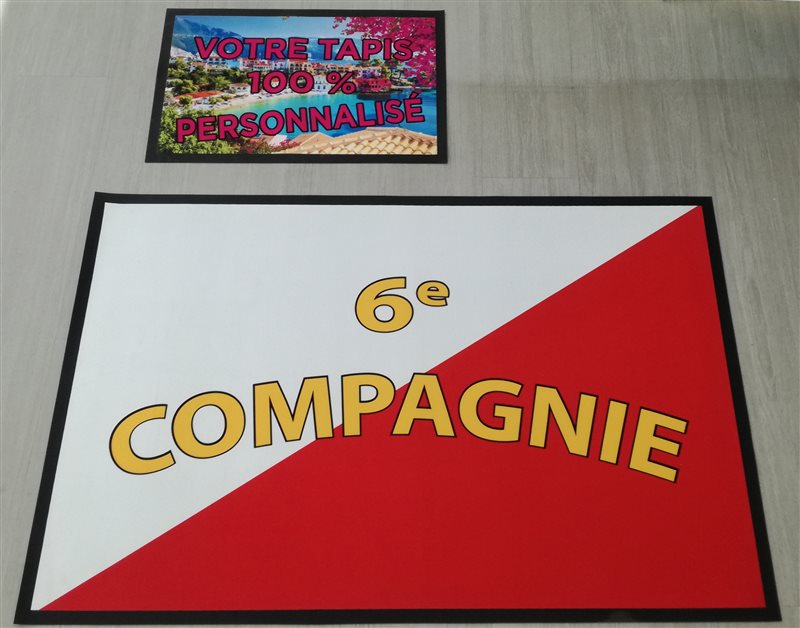 VOTRE TAPIS
100 %
PERSONNALISÉ
6e
COMPAGNIE